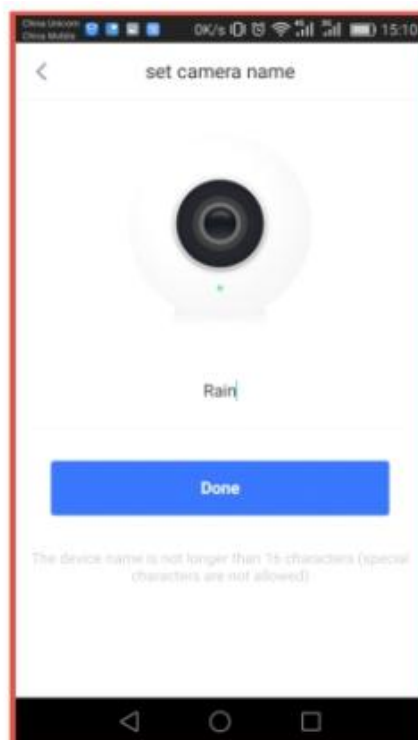 China Unicom
China Mobile
0K/s 15:10
set camera name
Rain
Done
The device name is not longer than 16 characters (special
characters are not allowed)